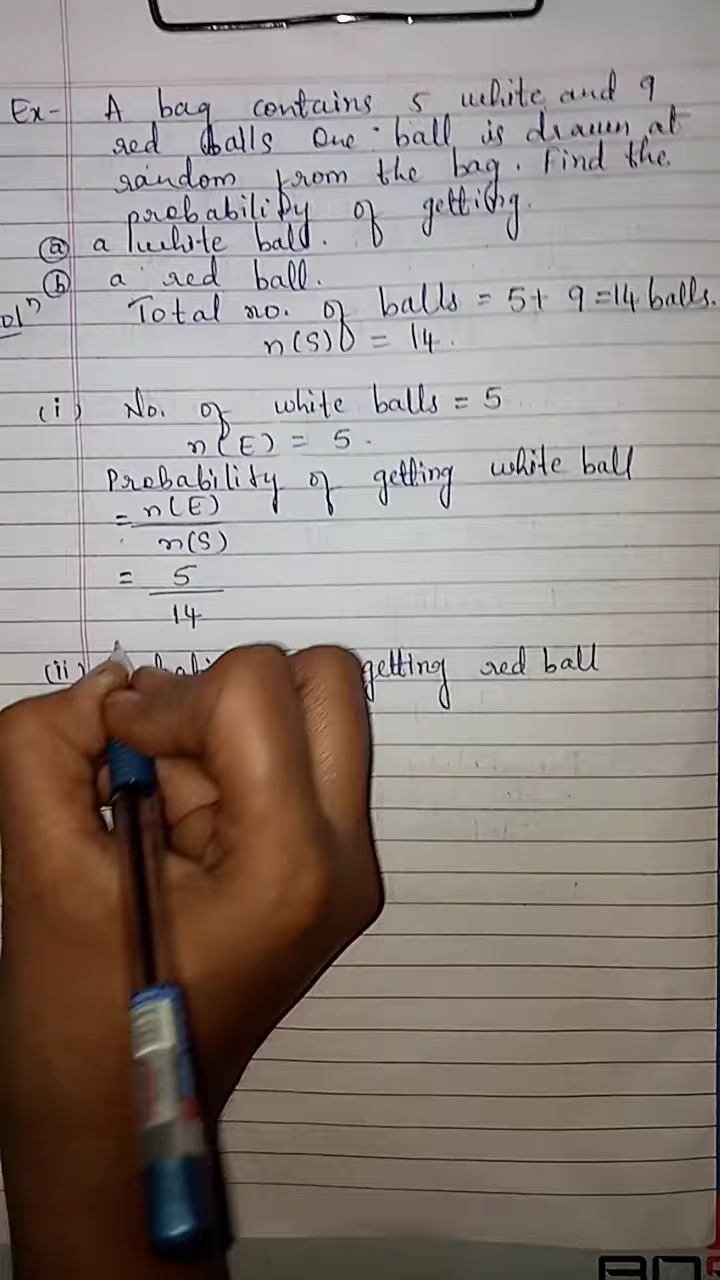 Ex- A bag contains 5 white and 9
red balls One ball is drawn at
random from the bag. Find the
probability of getting.
(a) a white ball.
(b) a red ball.
Solⁿ Total no. of balls = 5+ 9 =14 balls.
n(S) = 14.
(i) No. of white balls = 5
n(E) = 5.
Probability of getting white ball
= n(E)
n(S)
= 5
14
(ii) getting red ball